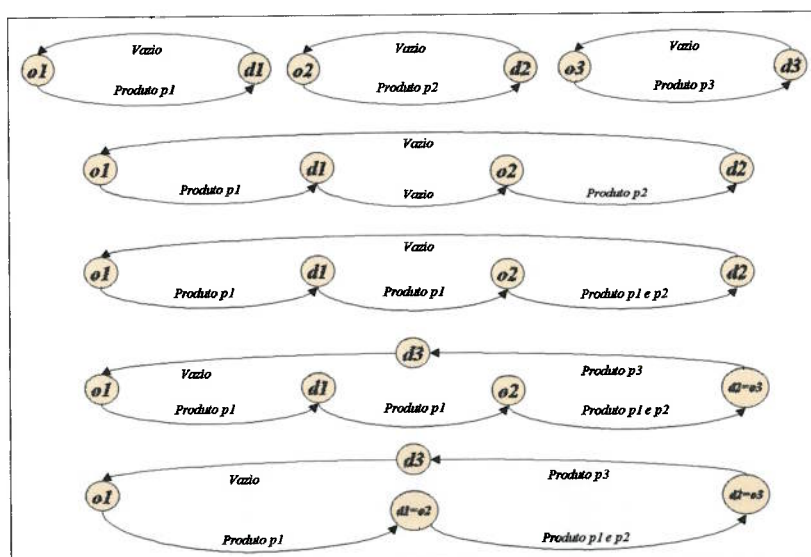 Vazio Vazio Vazio
o1 d1 o2 d2 o3 d3
Produto p1 Produto p2 Produto p3
Vazio
o1 d1 o2 d2
Produto p1 Vazio Produto p2
Vazio
o1 d1 o2 d2
Produto p1 Produto p1 Produto p1 e p2
d3
Vazio Produto p3
o1 d1 o2 d2=o3
Produto p1 Produto p1 Produto p1 e p2
d3
Vazio Produto p3
o1 d1=o2 d2=o3
Produto p1 Produto p1 e p2